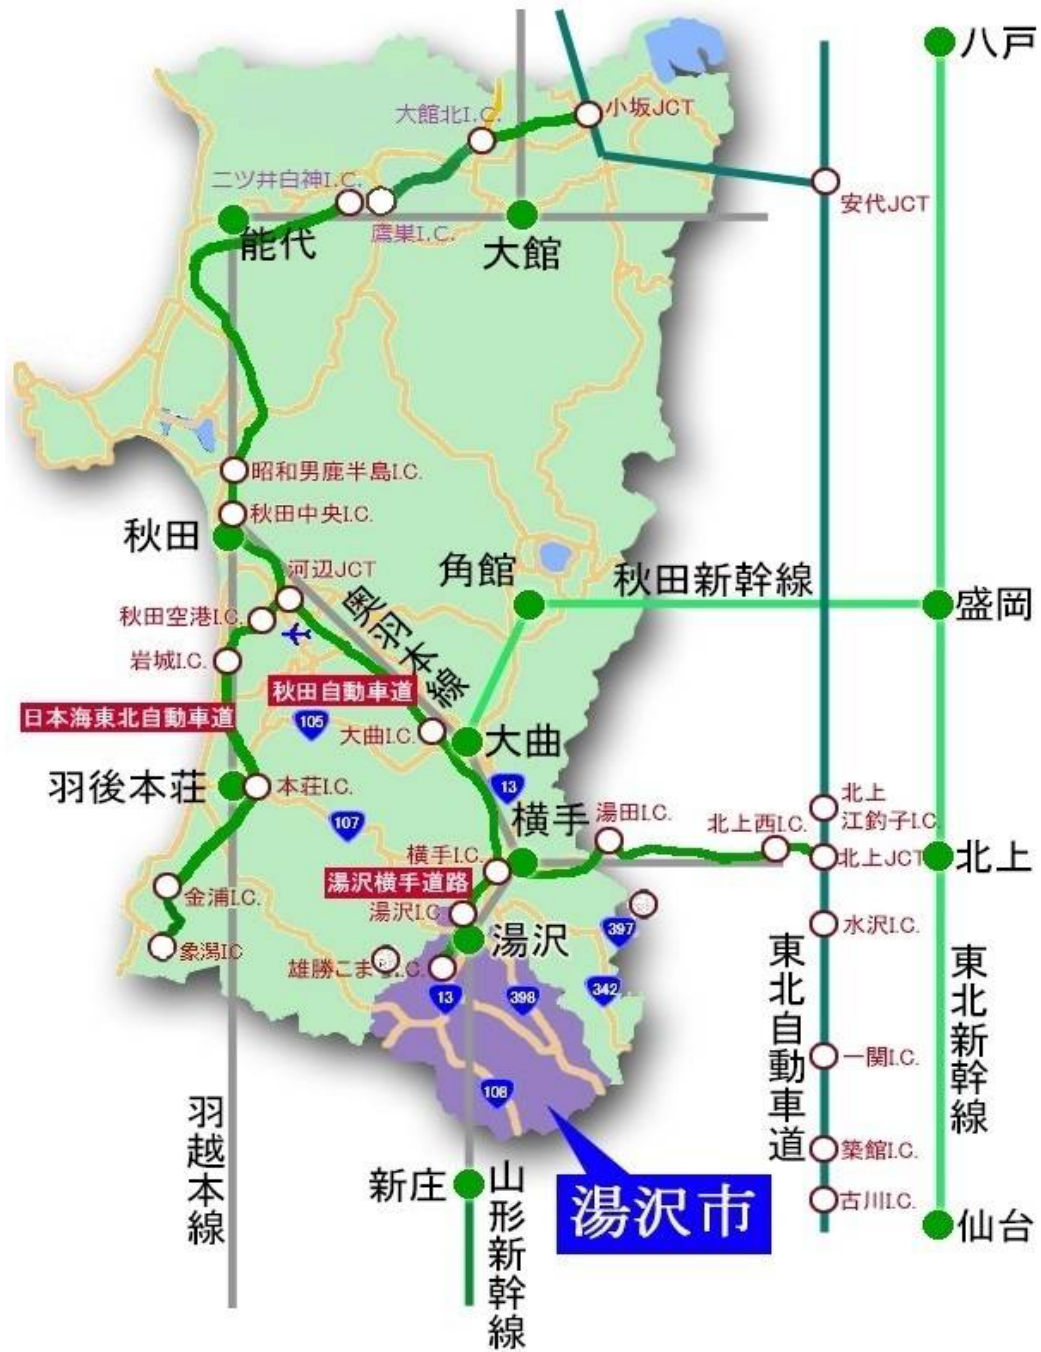 八戸
小坂JCT
大館北I.C.
二ツ井白神I.C.
安代JCT
鷹巣I.C.
能代
大館
昭和男鹿半島I.C.
秋田中央I.C.
秋田
河辺JCT
角館
秋田新幹線
盛岡
秋田空港I.C.
奥羽本線
岩城I.C.
秋田自動車道
日本海東北自動車道
105
大曲I.C.
大曲
羽後本荘
本荘I.C.
13
横手
湯田I.C.
北上西I.C.
北上
江釣子I.C.
107
横手I.C.
北上JCT
北上
湯沢横手道路
金浦I.C.
湯沢I.C
水沢I.C.
397
象潟IC
湯沢
雄勝こま
I.C.
13
398
342
東北自動車道
東北新幹線
一関I.C.
108
羽越本線
築館I.C.
新庄
山形新幹線
湯沢市
古川I.C.
仙台